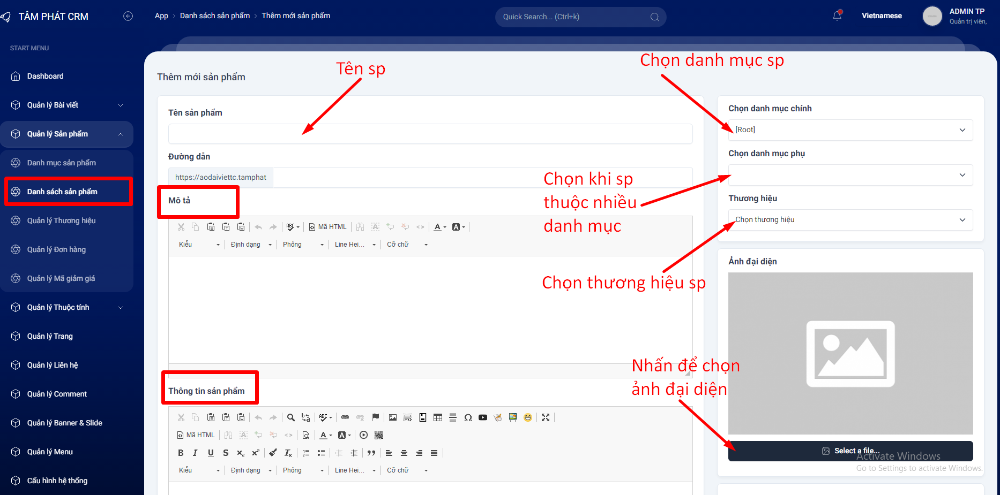 TÂM PHÁT CRM
App > Danh sách sản phẩm > Thêm mới sản phẩm
Quick Search... (Ctrl+k)
Vietnamese
ADMIN TP
Quản trị viên,
START MENU
Dashboard
Quản lý Bài viết
Quản lý Sản phẩm
Danh mục sản phẩm
Danh sách sản phẩm
Quản lý Thương hiệu
Quản lý Đơn hàng
Quản lý Mã giảm giá
Quản lý Thuộc tính
Quản lý Trang
Quản lý Liên hệ
Quản lý Comment
Quản lý Banner & Slide
Quản lý Menu
Cấu hình hệ thống
Thêm mới sản phẩm
Tên sp
Tên sản phẩm
Đường dẫn
https://aodaiviettc.tamphat
Mô tả
Mã HTML
Kiểu
Định dạng
Phông
Line Hei...
Cỡ chữ
Thông tin sản phẩm
Mã HTML
Kiểu
Định dạng
Phông
Line Hei...
Cỡ chữ
Chọn danh mục sp
Chọn danh mục chính
[Root]
Chọn danh mục phụ
Chọn khi sp
thuộc nhiều
danh mục
Thương hiệu
Chọn thương hiệu
Chọn thương hiệu sp
Ảnh đại diện
Nhấn để chọn
ảnh đại diện
Select a file...
Activate Windows
Go to Settings to activate Windows.